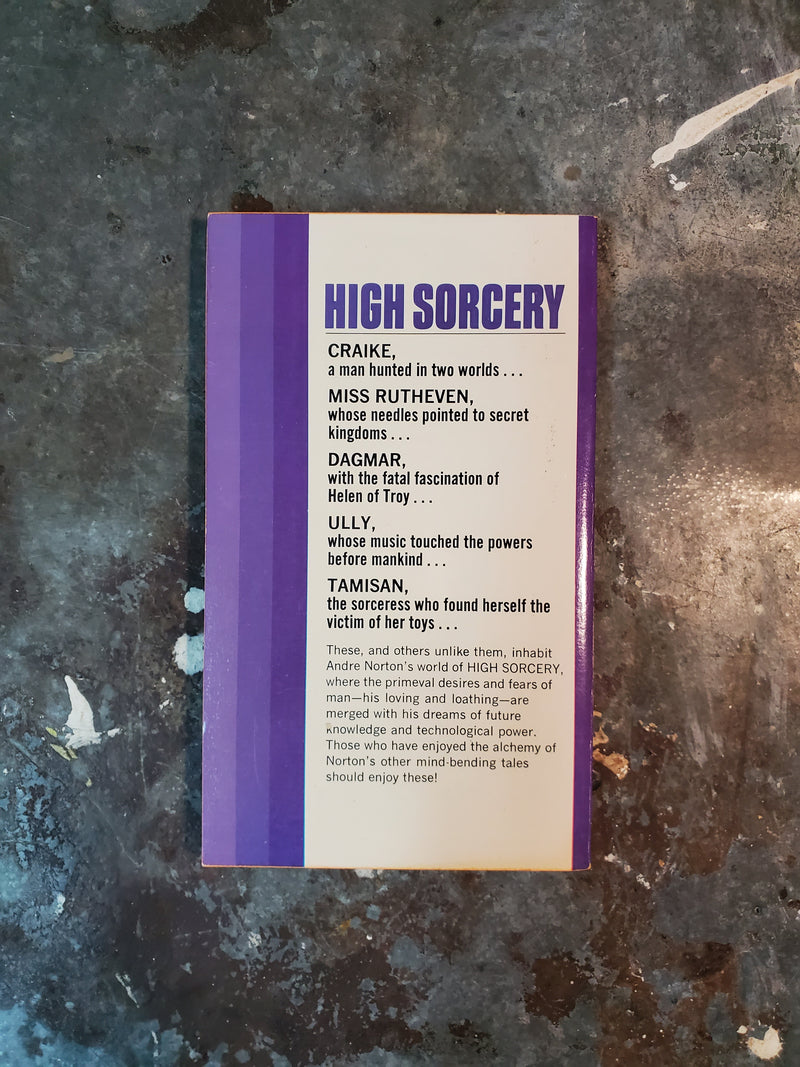 HIGH SORCERY
CRAIKE,
a man hunted in two worlds . . .
MISS RUTHEVEN,
whose needles pointed to secret
kingdoms . . .
DAGMAR,
with the fatal fascination of
Helen of Troy . . .
ULLY,
whose music touched the powers
before mankind . . .
TAMISAN,
the sorceress who found herself the
victim of her toys . . .
These, and others unlike them, inhabit
Andre Norton's world of HIGH SORCERY,
where the primeval desires and fears of
man—his loving and loathing—are
merged with his dreams of future
knowledge and technological power.
Those who have enjoyed the alchemy of
Norton's other mind-bending tales
should enjoy these!